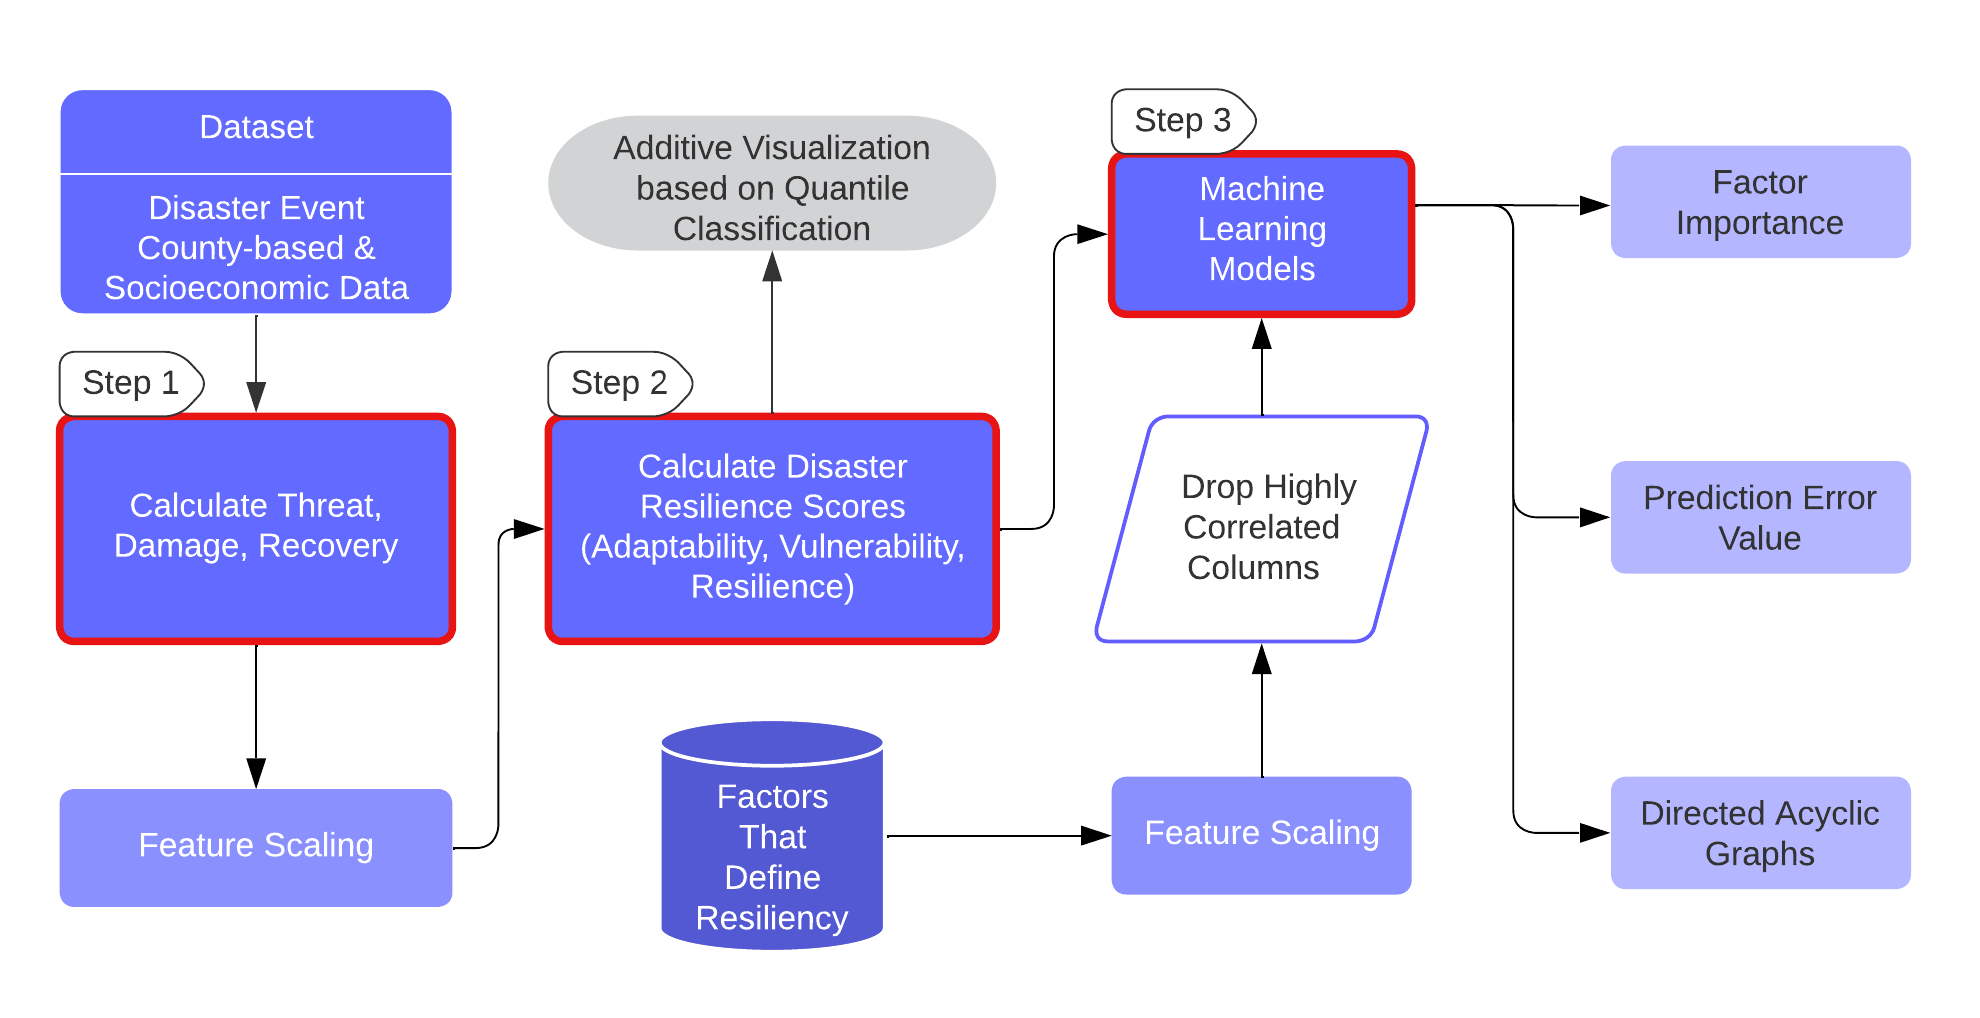 Dataset
Disaster Event
County-based &
Socioeconomic Data
Step 1
Calculate Threat,
Damage, Recovery
Feature Scaling
Additive Visualization
based on Quantile
Classification
Step 2
Calculate Disaster
Resilience Scores
(Adaptability, Vulnerability,
Resilience)
Factors
That
Define
Resiliency
Step 3
Machine
Learning
Models
Drop Highly
Correlated
Columns
Feature Scaling
Factor
Importance
Prediction Error
Value
Directed Acyclic
Graphs